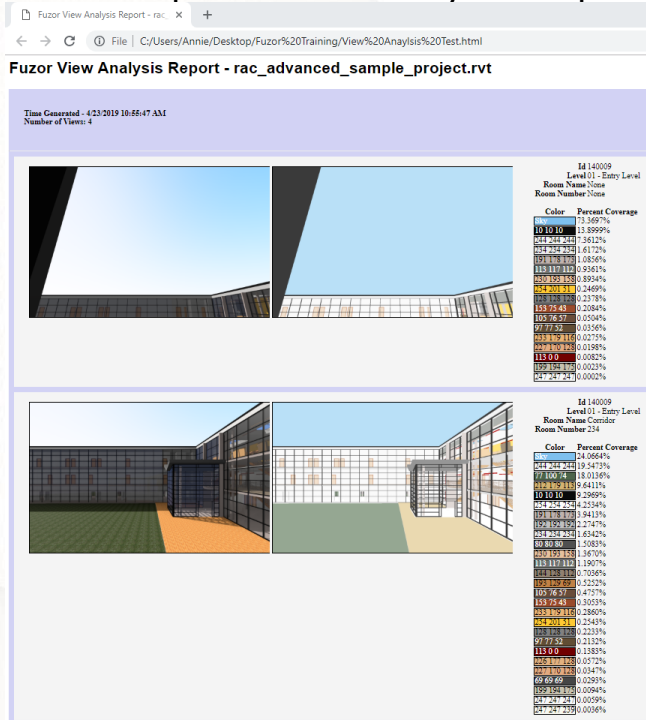 Fuzor View Analysis Report - rac_
File
C:/Users/Annie/Desktop/Fuzor%20Training/View%20Anaylsis%20Test.html
Fuzor View Analysis Report - rac_advanced_sample_project.rvt
Time Generated - 4/23/2019 10:55:47 AM
Number of Views: 4
Id 140009
Level 01 - Entry Level
Room Name None
Room Number None
Color Percent Coverage
Sky 73.3697%
10 10 10 13.8999%
244 244 244 7.3612%
234 234 234 1.6172%
191 178 173 1.0856%
113 117 112 0.9361%
230 193 158 0.8934%
254 201 51 0.2469%
128 128 128 0.2378%
153 75 43 0.2084%
105 76 57 0.0504%
97 77 52 0.0356%
233 179 116 0.0275%
227 170 128 0.0198%
113 0 0 0.0082%
199 194 175 0.0023%
247 247 247 0.0002%
Id 140009
Level 01 - Entry Level
Room Name Corridor
Room Number 234
Color Percent Coverage
Sky 24.0664%
244 244 244 19.5473%
77 100 74 18.0136%
212 179 113 9.6411%
10 10 10 9.2969%
254 254 254 4.2534%
191 178 173 3.9413%
192 192 192 2.2747%
234 234 234 1.6342%
80 80 80 1.5083%
230 193 158 1.3670%
113 117 112 1.1907%
144 128 112 0.7036%
193 129 69 0.5252%
105 76 57 0.4757%
153 75 43 0.3053%
233 179 116 0.2860%
254 201 51 0.2543%
128 128 128 0.2233%
97 77 52 0.2132%
113 0 0 0.1383%
226 177 128 0.0572%
227 170 128 0.0347%
69 69 69 0.0293%
199 194 175 0.0094%
247 247 247 0.0059%
247 247 239 0.0036%